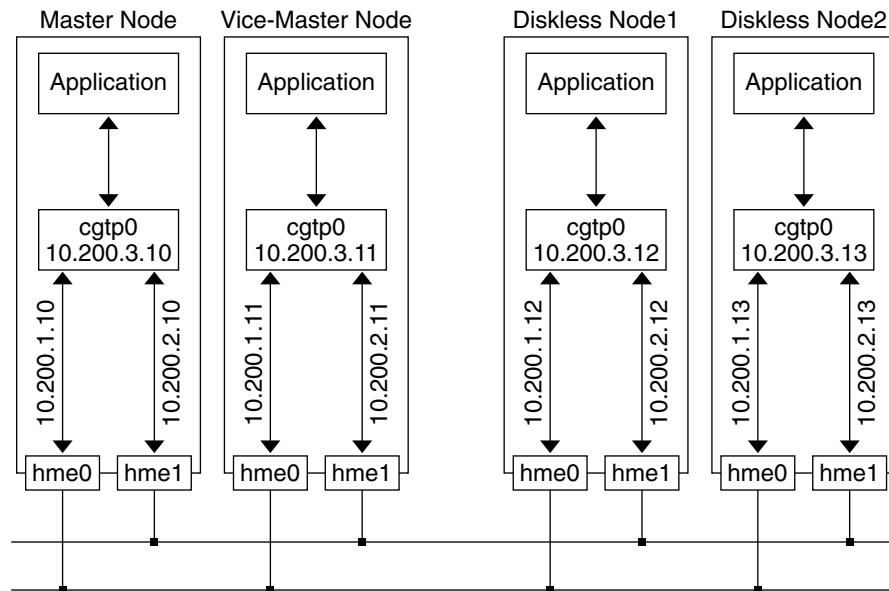 Master Node
Vice-Master Node
Diskless Node1
Diskless Node2
Application
Application
Application
Application
cgtp0
10.200.3.10
cgtp0
10.200.3.11
cgtp0
10.200.3.12
cgtp0
10.200.3.13
10.200.1.10
10.200.2.10
10.200.1.11
10.200.2.11
10.200.1.12
10.200.2.12
10.200.1.13
10.200.2.13
hme0
hme1
hme0
hme1
hme0
hme1
hme0
hme1